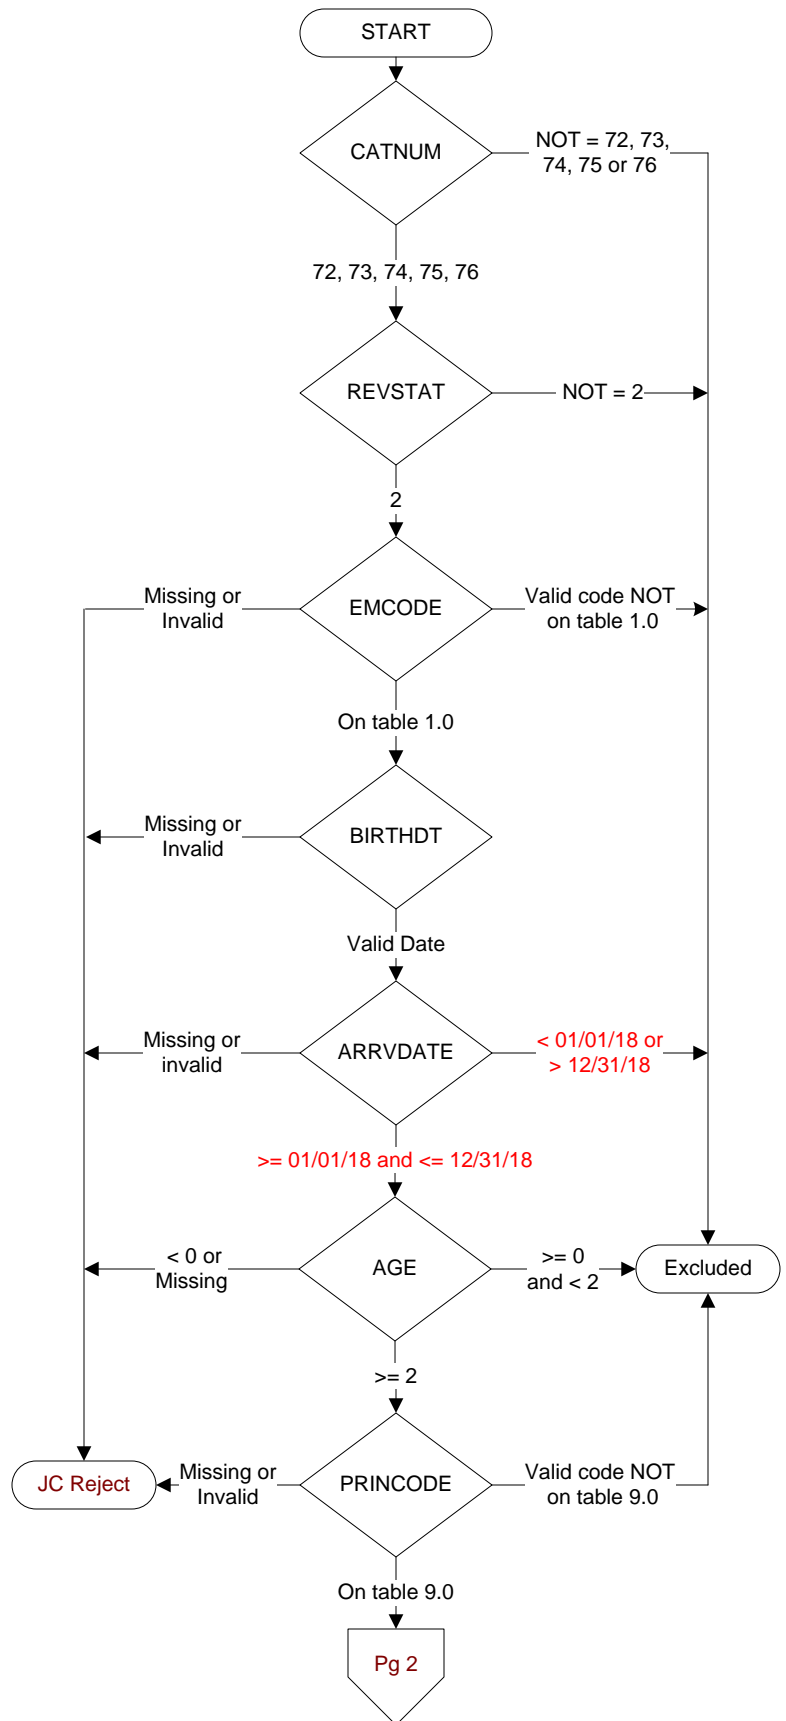 START
CATNUM
NOT = 72, 73,
74, 75 or 76
72, 73, 74, 75, 76
REVSTAT
NOT = 2
2
Missing or
Invalid
EMCODE
Valid code NOT
on table 1.0
On table 1.0
Missing or
Invalid
BIRTHDT
Valid Date
Missing or
invalid
ARRVDATE
< 01/01/18 or
> 12/31/18
>= 01/01/18 and <= 12/31/18
< 0 or
Missing
AGE
>= 0
and < 2
Excluded
>= 2
JC Reject
Missing or
Invalid
PRINCODE
Valid code NOT
on table 9.0
On table 9.0
Pg 2